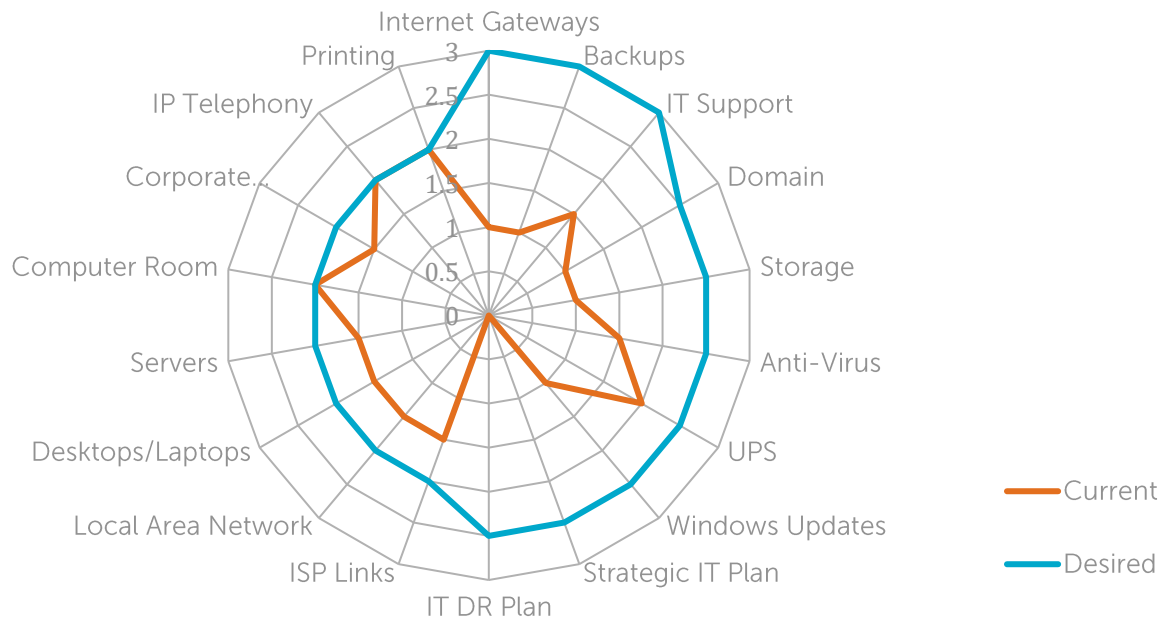 Internet Gateways
Printing
3
Backups
IP Telephony
2.5
IT Support
2
Corporate...
1.5
Domain
1
Computer Room
0.5
Storage
0
Servers
Anti-Virus
Desktops/Laptops
UPS
Current
Local Area Network
Windows Updates
ISP Links
Strategic IT Plan
Desired
IT DR Plan